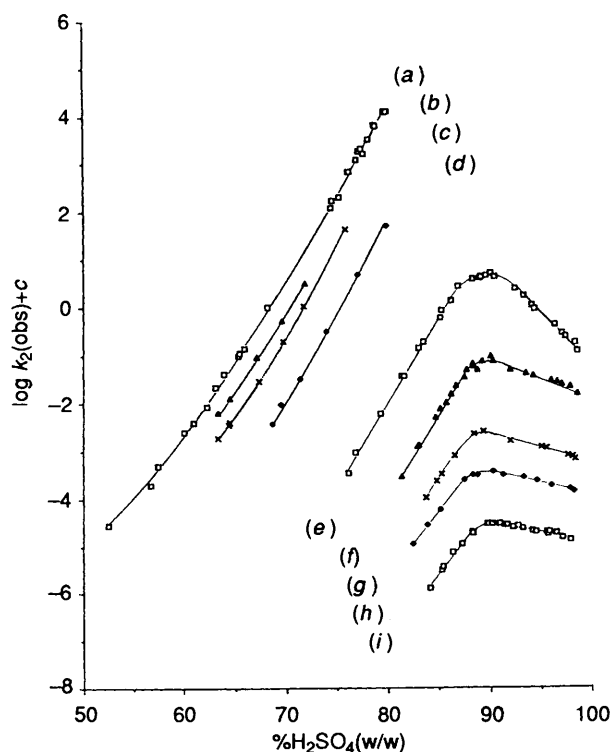 6
4
2
0
−2
−4
−6
−8
log k₂(obs)+c
(a)
(b)
(c)
(d)
(e)
(f)
(g)
(h)
(i)
50 60 70 80 90 100
%H₂SO₄(w/w)